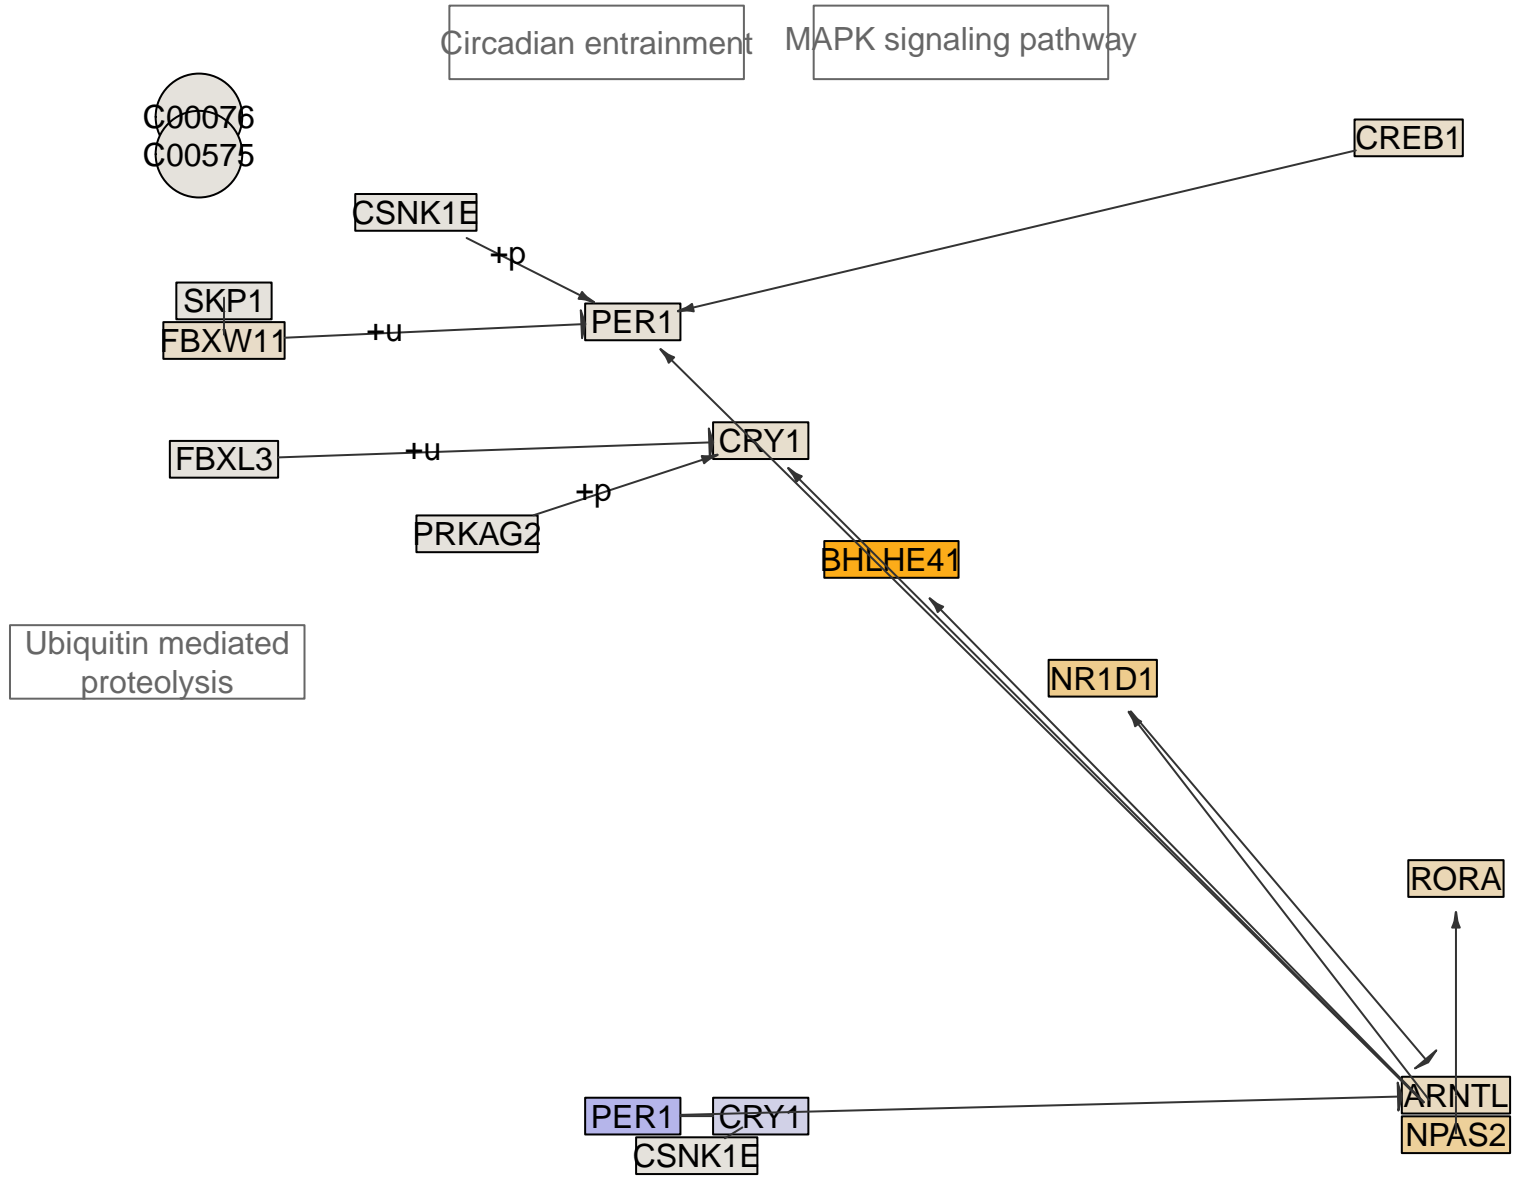 Circadian entrainment
MAPK signaling pathway
C00076
C00575
CREB1
CSNK1E
+p
SKP1
FBXW11
+u
PER1
FBXL3
+u
CRY1
+p
PRKAG2
BHLHE41
Ubiquitin mediated
proteolysis
NR1D1
RORA
ARNTL
NPAS2
PER1
CRY1
CSNK1E